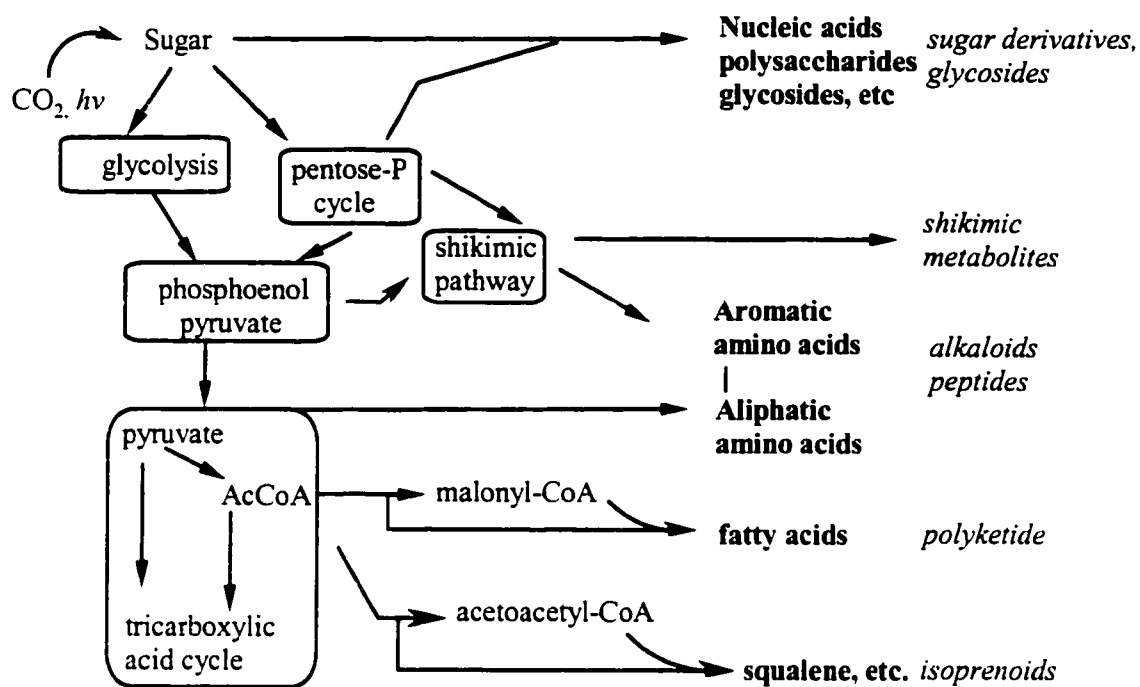 Sugar
Nucleic acids
polysaccharides
glycosides, etc
sugar derivatives,
glycosides
CO2, hv
glycolysis
pentose-P
cycle
shikimic
pathway
shikimic
metabolites
phosphoenol
pyruvate
Aromatic
amino acids
alkaloids
peptides
Aliphatic
amino acids
pyruvate
AcCoA
malonyl-CoA
fatty acids
polyketide
tricarboxylic
acid cycle
acetoacetyl-CoA
squalene, etc.
isoprenoids